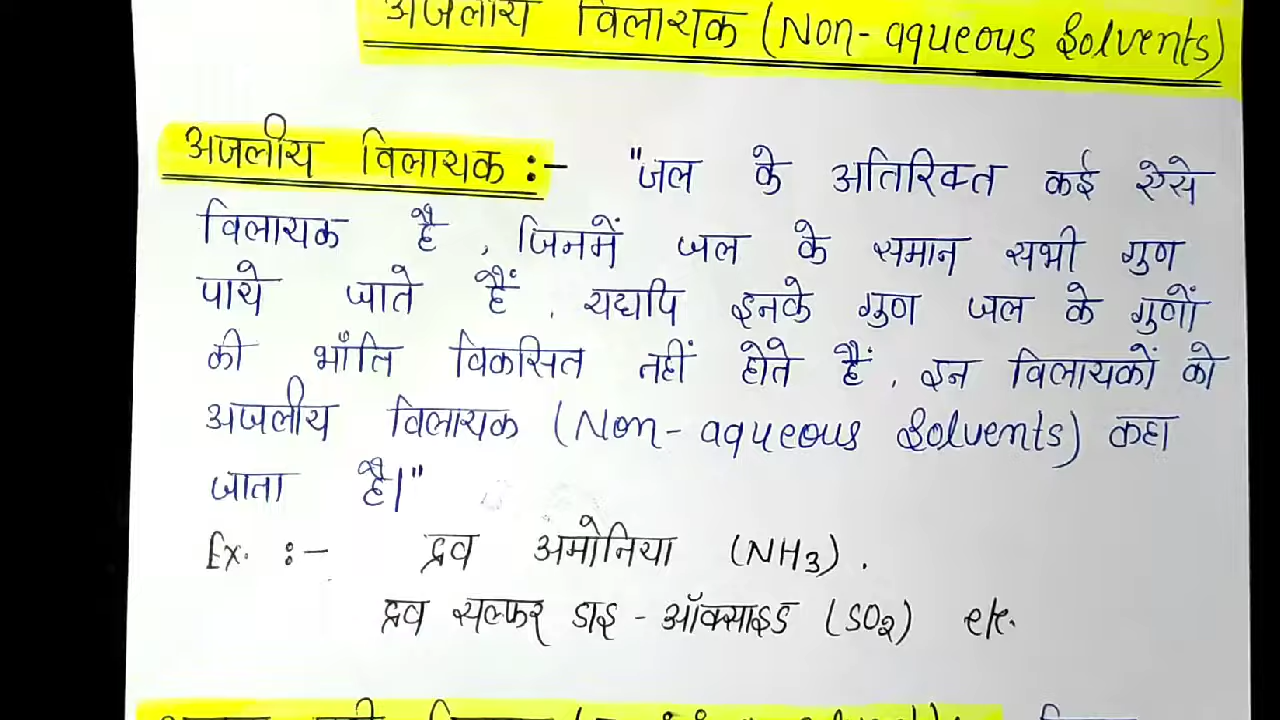 अजलीय विलायक (Non-aqueous Solvents)
अजलीय विलायक :- "जल के अतिरिक्त कई ऐसे
विलायक है , जिनमें जल के समान सभी गुण
पाये जाते हैं , यद्यपि इनके गुण जल के गुणों
की भाँति विकसित नहीं होते हैं , इन विलायकों को
अजलीय विलायक (Non-aqueous Solvents) कहा
जाता है।"
Ex. :- द्रव अमोनिया (NH3) .
द्रव सल्फर डाइ-ऑक्साइड (SO2) etc.